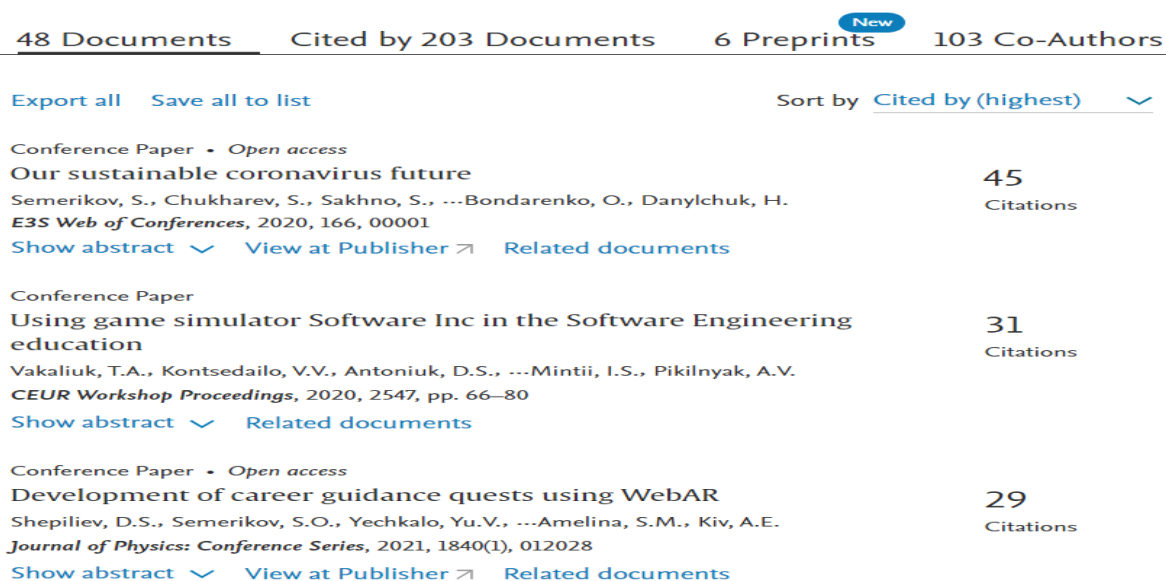 New
48 Documents Cited by 203 Documents 6 Preprints 103 Co-Authors
Export all Save all to list Sort by Cited by (highest)
Conference Paper • Open access
Our sustainable coronavirus future
45
Semerikov, S., Chukharev, S., Sakhno, S., ...Bondarenko, O., Danylchuk, H.
Citations
E3S Web of Conferences, 2020, 166, 00001
Show abstract View at Publisher Related documents
Conference Paper
Using game simulator Software Inc in the Software Engineering
education
31
Citations
Vakaliuk, T.A., Kontsedailo, V.V., Antoniuk, D.S., ...Mintii, I.S., Pikilnyak, A.V.
CEUR Workshop Proceedings, 2020, 2547, pp. 66–80
Show abstract Related documents
Conference Paper • Open access
Development of career guidance quests using WebAR
29
Shepiliev, D.S., Semerikov, S.O., Yechkalo, Yu.V., ...Amelina, S.M., Kiv, A.E.
Citations
Journal of Physics: Conference Series, 2021, 1840(1), 012028
Show abstract View at Publisher Related documents